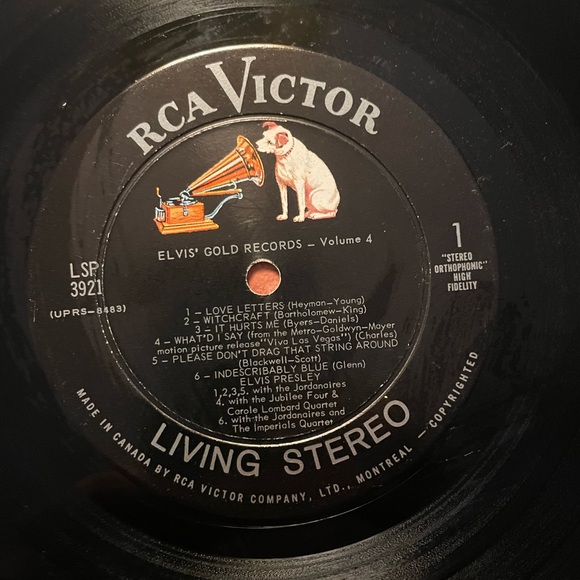 RCA VICTOR
ELVIS' GOLD RECORDS – Volume 4
LSP
3921
(UPRS-8483)
1
"STEREO
ORTHOPHONIC"
HIGH
FIDELITY
1 – LOVE LETTERS (Heyman-Young)
2 – WITCHCRAFT (Bartholomew-King)
3 – IT HURTS ME (Byers-Daniels)
4 – WHAT'D I SAY (from the Metro-Goldwyn-Mayer
motion picture release"Viva Las Vegas") (Charles)
5 – PLEASE DON'T DRAG THAT STRING AROUND
(Blackwell-Scott)
6 – INDESCRIBABLY BLUE (Glenn)
ELVIS PRESLEY
1,2,3,5. with the Jordanaires
4. with the Jubilee Four &
Carole Lombard Quartet
6. with the Jordanaires and
The Imperials Quartet
LIVING STEREO
MADE IN CANADA BY RCA VICTOR COMPANY, LTD., MONTREAL – COPYRIGHTED